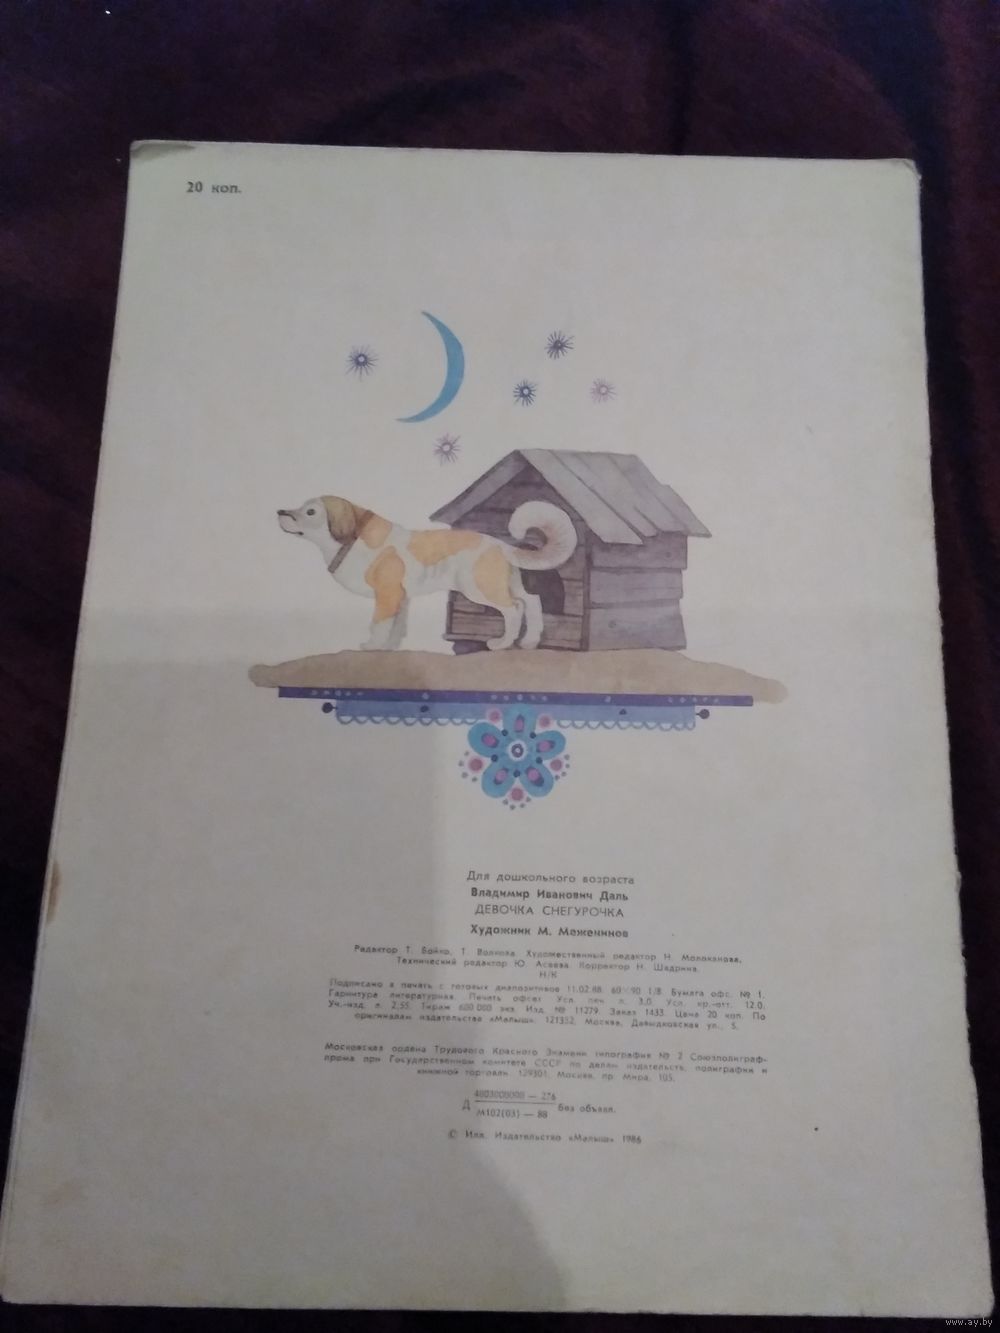 20 коп.
Для дошкольного возраста
Владимир Иванович Даль
ДЕВОЧКА СНЕГУРОЧКА
Художник М. Меженинов
Редактор Т. Бойко, Т. Волкова. Художественный редактор Н. Молоканова.
Технический редактор Ю. Асаева. Корректор Н. Шадрина.
Н/К
Подписано в печать с готовых диапозитивов 11.02.88. 60×90 1/8. Бумага офс. № 1.
Гарнитура литературная. Печать офсет. Усл. печ. л. 3,0. Усл. кр.-отт. 12,0.
Уч.-изд. л. 2,55. Тираж 600 000 экз. Изд. № 11279. Заказ 1433. Цена 20 коп. По
оригиналам издательства «Малыш». 121352, Москва, Давыдковская ул., 5.
Московская ордена Трудового Красного Знамени типография № 2 Союзполиграф-
прома при Государственном комитете СССР по делам издательств, полиграфии и
книжной торговли. 129301, Москва, пр. Мира, 105.
Д 4803000000 — 276
М102(03) — 88 без объявл.
© Илл. Издательство «Малыш» 1986
www.ay.by